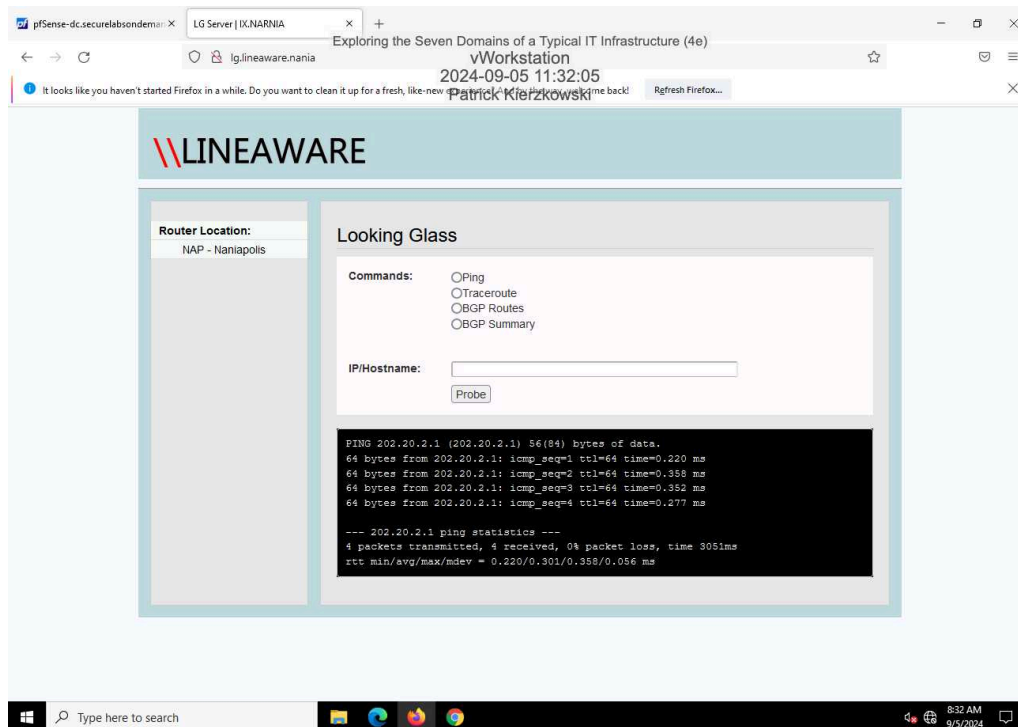 pfSense-dc.securelabsondeman
LG Server | IX.NARNIA
Exploring the Seven Domains of a Typical IT Infrastructure (4e)
lg.lineaware.nania
vWorkstation
2024-09-05 11:32:05
It looks like you haven't started Firefox in a while. Do you want to clean it up for a fresh, like-new
me back!
Refresh Firefox...
Patrick Kierzkowski
\\LINEAWARE
Router Location:
NAP - Naniapolis
Looking Glass
Commands:
Ping
Traceroute
BGP Routes
BGP Summary
IP/Hostname:
Probe
PING 202.20.2.1 (202.20.2.1) 56(84) bytes of data.
64 bytes from 202.20.2.1: icmp_seq=1 ttl=64 time=0.220 ms
64 bytes from 202.20.2.1: icmp_seq=2 ttl=64 time=0.358 ms
64 bytes from 202.20.2.1: icmp_seq=3 ttl=64 time=0.352 ms
64 bytes from 202.20.2.1: icmp_seq=4 ttl=64 time=0.277 ms
--- 202.20.2.1 ping statistics ---
4 packets transmitted, 4 received, 0% packet loss, time 3051ms
rtt min/avg/max/mdev = 0.220/0.301/0.358/0.056 ms
Type here to search
8:32 AM
9/5/2024